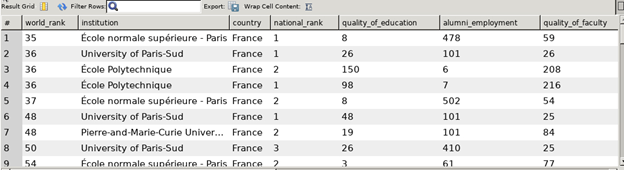 Result Grid Filter Rows: Export: Wrap Cell Content:
# world_rank institution country national_rank quality_of_education alumni_employment quality_of_faculty
1 35 École normale supérieure - Paris France 1 8 478 59
2 36 University of Paris-Sud France 1 26 101 26
3 36 École Polytechnique France 2 150 6 208
4 36 École Polytechnique France 1 98 7 216
5 37 École normale supérieure - Paris France 2 8 502 54
6 48 University of Paris-Sud France 1 48 101 25
7 48 Pierre-and-Marie-Curie Univer... France 2 19 101 84
8 50 University of Paris-Sud France 3 26 410 25
9 54 École normale supérieure - Paris France 2 3 61 77